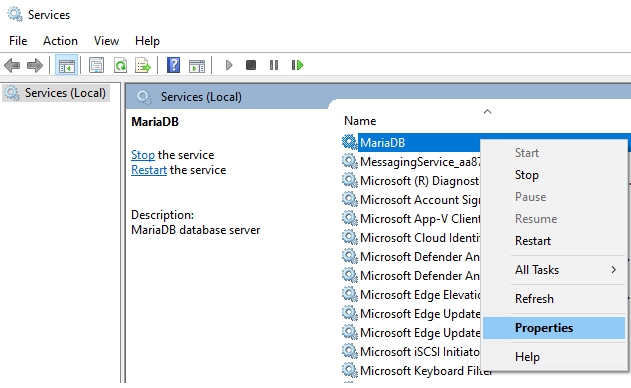 Services
File Action View Help
Services (Local)
Services (Local)
MariaDB
Stop the service
Restart the service
Description:
MariaDB database server
Name
MariaDB
MessagingService_aa87
Microsoft (R) Diagnost
Microsoft Account Sig
Microsoft App-V Clien
Microsoft Cloud Identi
Microsoft Defender An
Microsoft Defender An
Microsoft Edge Elevati
Microsoft Edge Update
Microsoft Edge Update
Microsoft iSCSI Initiato
Microsoft Keyboard Filter
Start
Stop
Pause
Resume
Restart
All Tasks
Refresh
Properties
Help